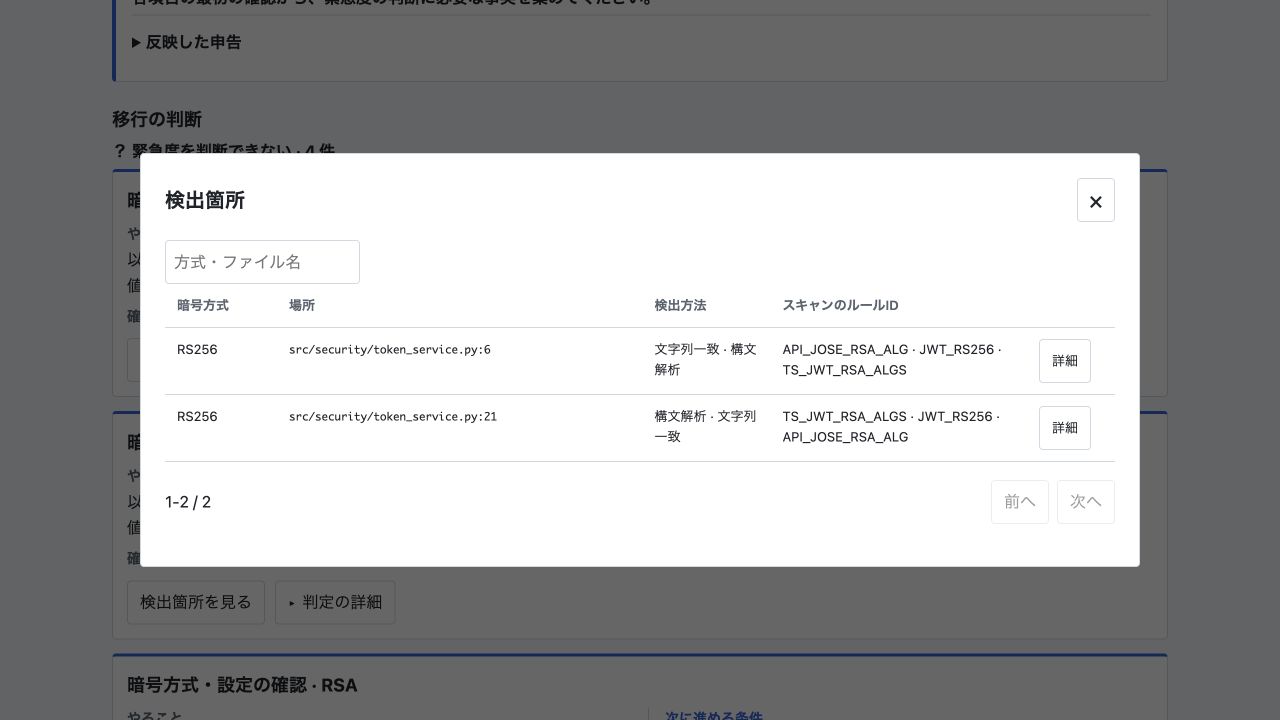 ▶ 反映した申告
移行の判断
? 緊急度を判断できない · 4 件
検出箇所
×
方式・ファイル名
暗号方式 場所 検出方法 スキャンのルールID
RS256 src/security/token_service.py:6 文字列一致 · 構文解析 API_JOSE_RSA_ALG · JWT_RS256 · TS_JWT_RSA_ALGS 詳細
RS256 src/security/token_service.py:21 構文解析 · 文字列一致 TS_JWT_RSA_ALGS · JWT_RS256 · API_JOSE_RSA_ALG 詳細
1-2 / 2 前へ 次へ
検出箇所を見る ▸ 判定の詳細
暗号方式・設定の確認 · RSA
やること 次に進める条件